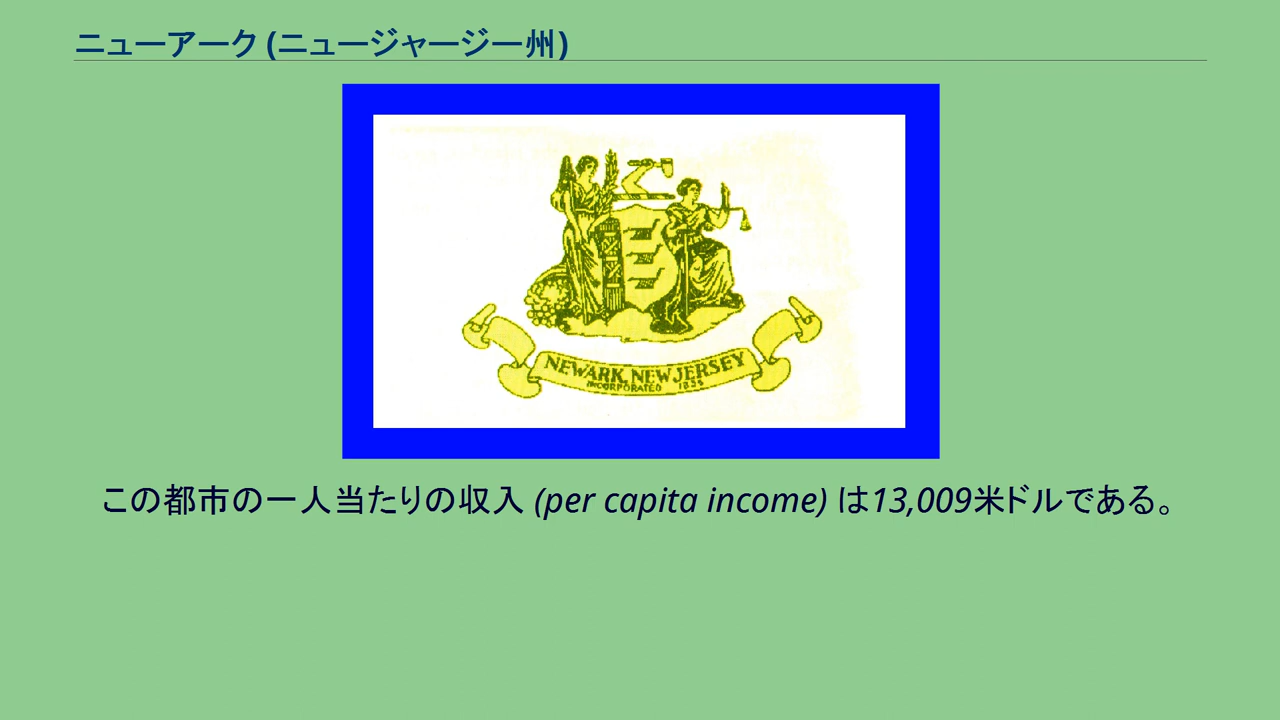 ニューアーク (ニュージャージー州)
NEWARK, NEW JERSEY
INCORPORATED 1836
この都市の一人当たりの収入 (per capita income) は13,009米ドルである。